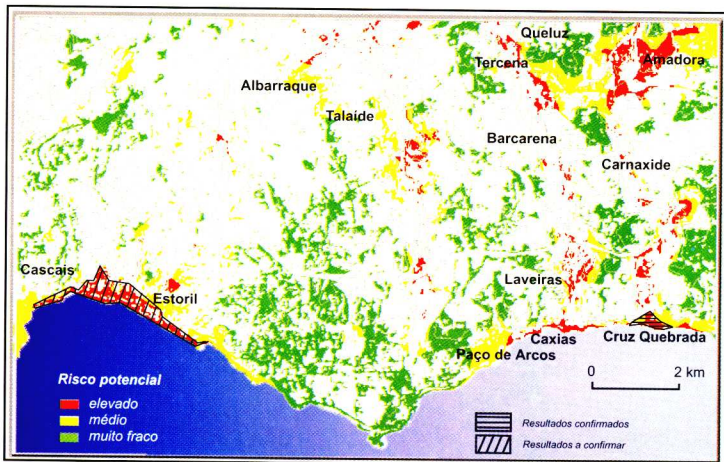 Queluz
Tercena
Amadora
Albarraque
Talaíde
Barcarena
Carnaxide
Cascais
Estoril
Laveiras
Caxias
Cruz Quebrada
Paço de Arcos
0 2 km
Risco potencial
elevado
médio
muito fraco
Resultados confirmados
Resultados a confirmar